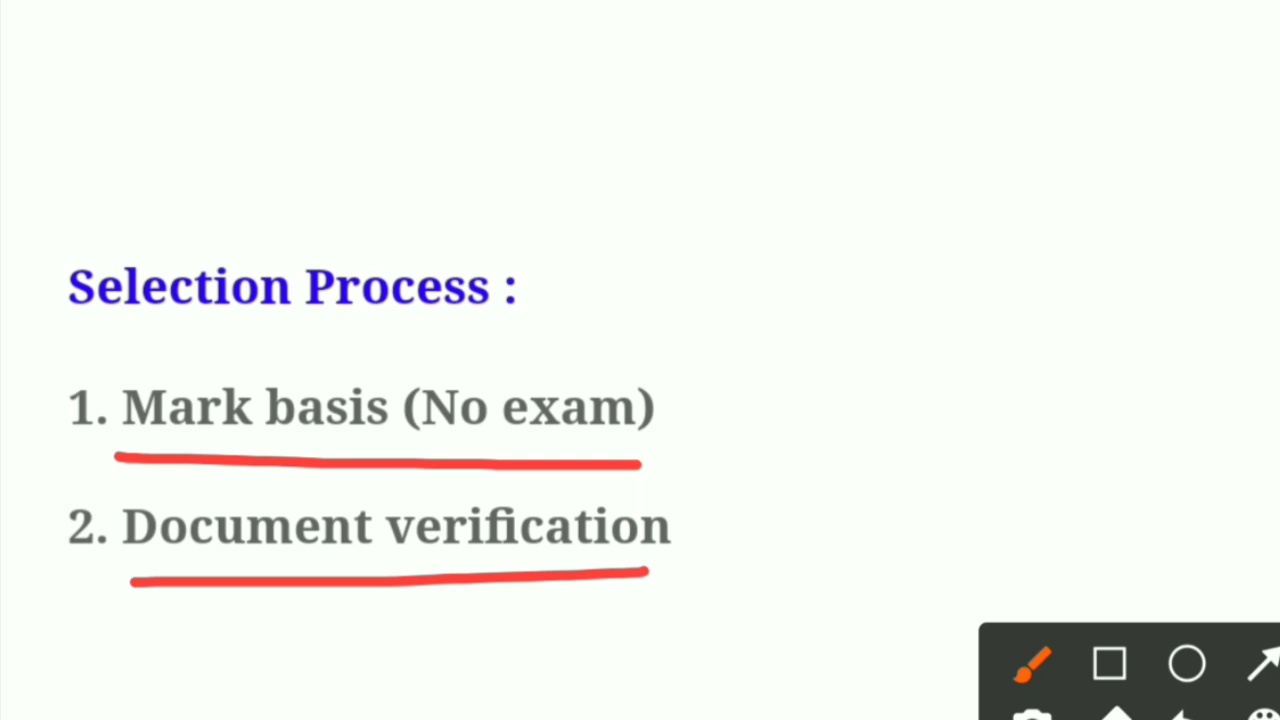 Selection Process :
1. Mark basis (No exam)
2. Document verification